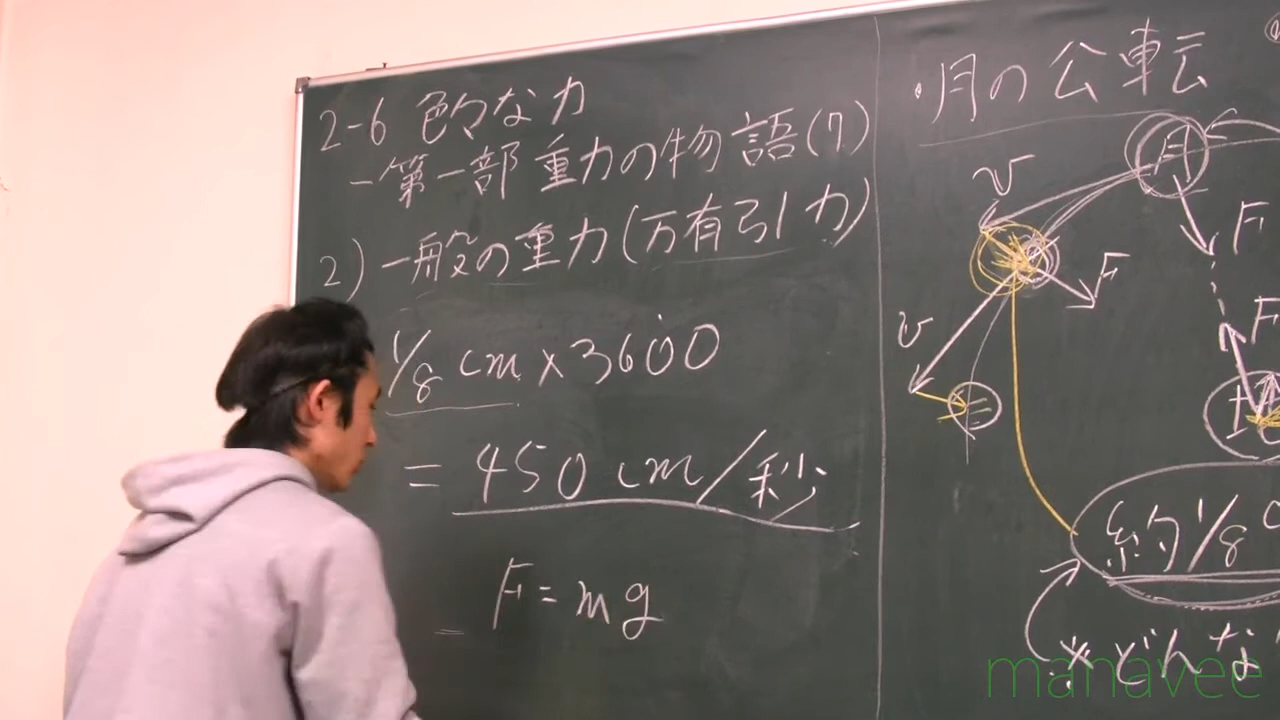 2-6 色々な力
-第一部 重力の物語(7)
2) 一般の重力(万有引力)
1/8 cm×3600
= 450 cm/秒
F=mg
・月の公転
月
v
F
F
v
F
約1/8 c
※どんな
manavee